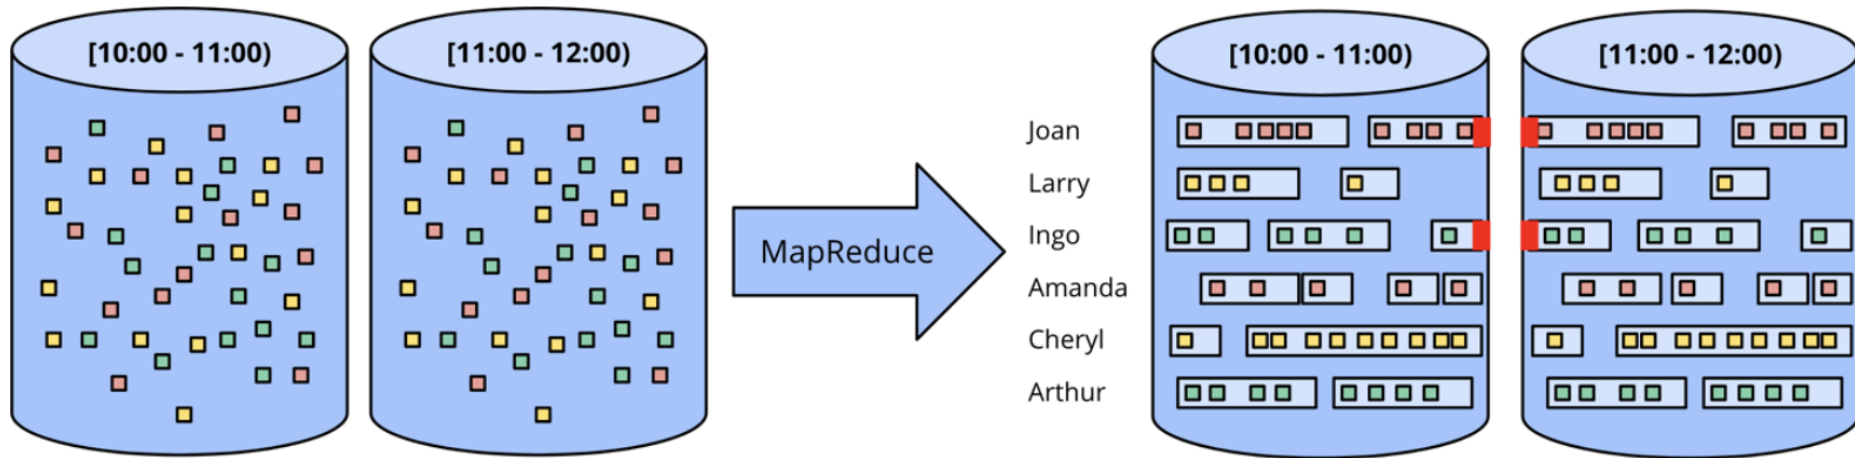 [10:00 - 11:00)
[11:00 - 12:00)
MapReduce
Joan
Larry
Ingo
Amanda
Cheryl
Arthur
[10:00 - 11:00)
[11:00 - 12:00)